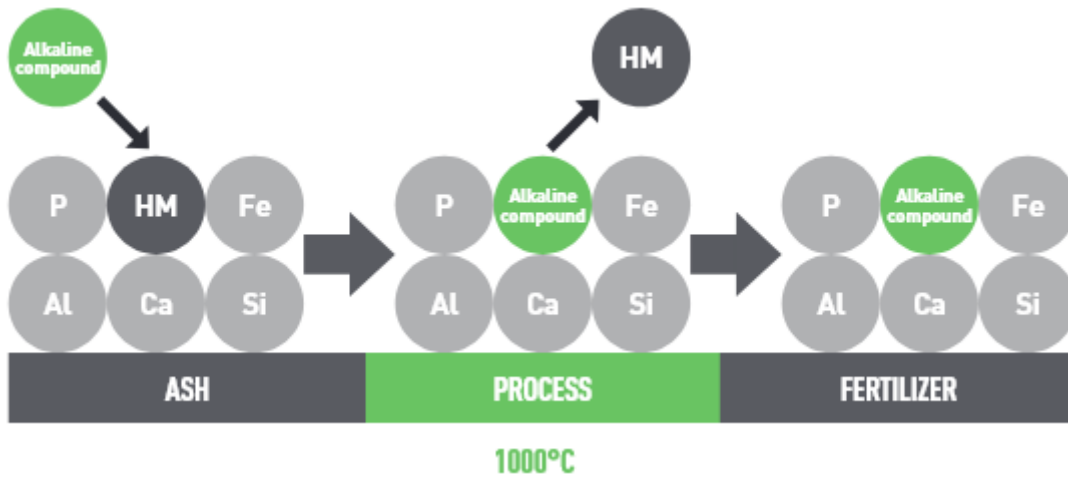 Alkaline
compound
HM
P HM Fe
Al Ca Si
P Alkaline
compound Fe
Al Ca Si
P Alkaline
compound Fe
Al Ca Si
ASH
PROCESS
FERTILIZER
1000°C